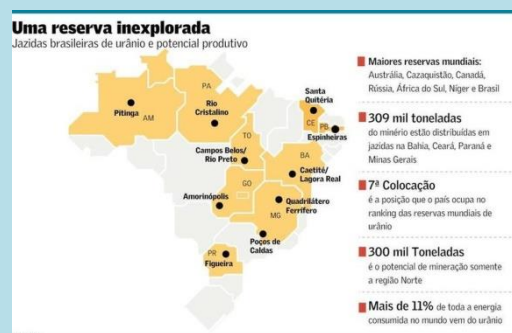 Uma reserva inexplorada
Jazidas brasileiras de urânio e potencial produtivo
Pitinga
AM
PA
Rio
Cristalino
Santa
Quitéria
CE
PB
Espinheiras
TO
Campos Belos/
Rio Preto
BA
Caetité/
Lagora Real
GO
Amorinópolis
Quadrilátero
Ferrífero
MG
Poços de
Caldas
PR
Figueira
Maiores reservas mundiais:
Austrália, Cazaquistão, Canadá,
Rússia, África do Sul, Níger e Brasil
309 mil toneladas
do minério estão distribuídas em
jazidas na Bahia, Ceará, Paraná e
Minas Gerais
7ª Colocação
é a posição que o país ocupa no
ranking das reservas mundiais de
urânio
300 mil Toneladas
é o potencial de mineração somente
a região Norte
Mais de 11% de toda a energia
consumida no mundo vem do urânio